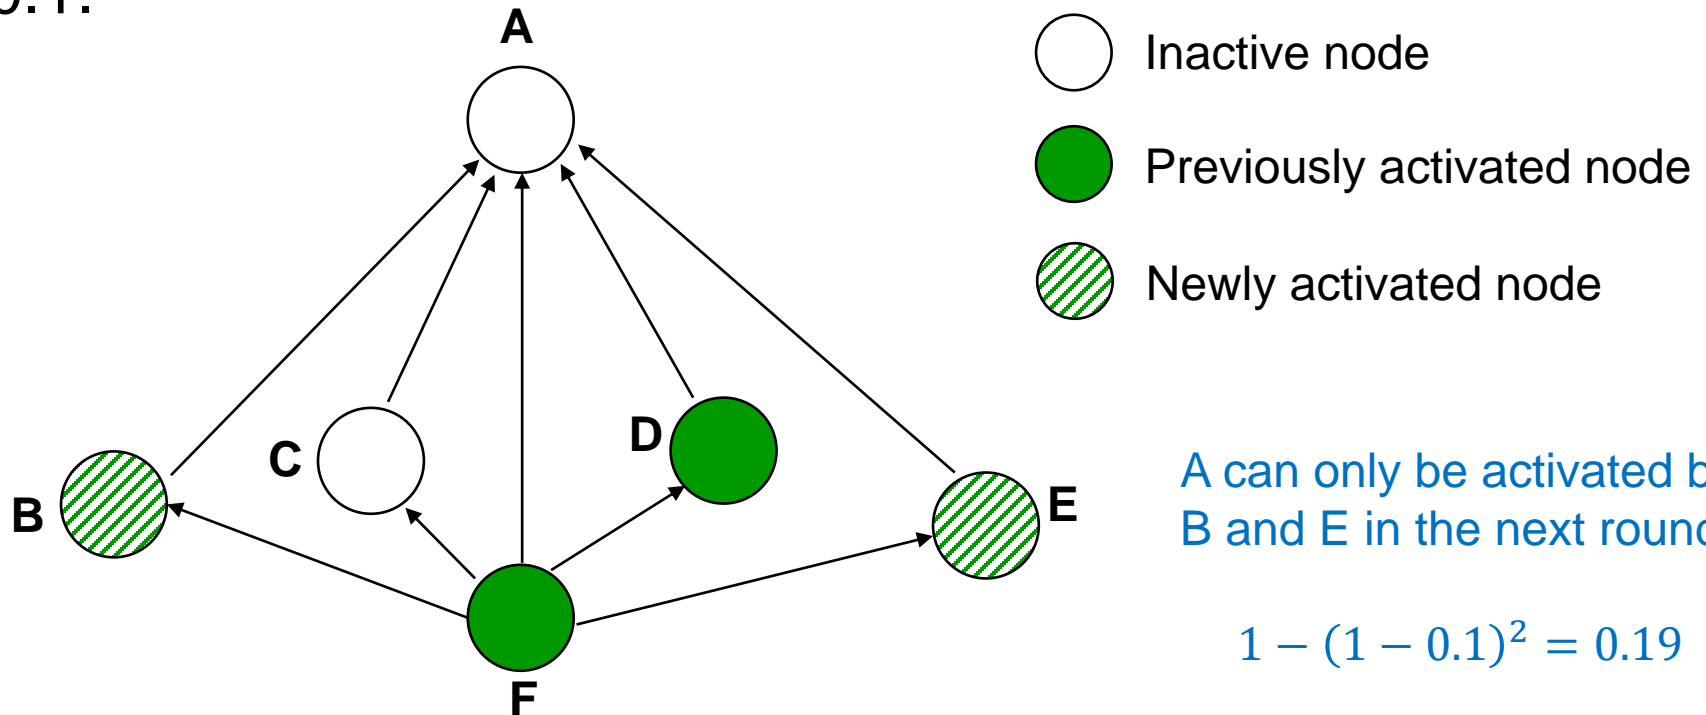 A
Inactive node
Previously activated node
Newly activated node
C
D
B
E
F
A can only be activated
B and E in the next
1 − (1 − 0.1)² = 0.19